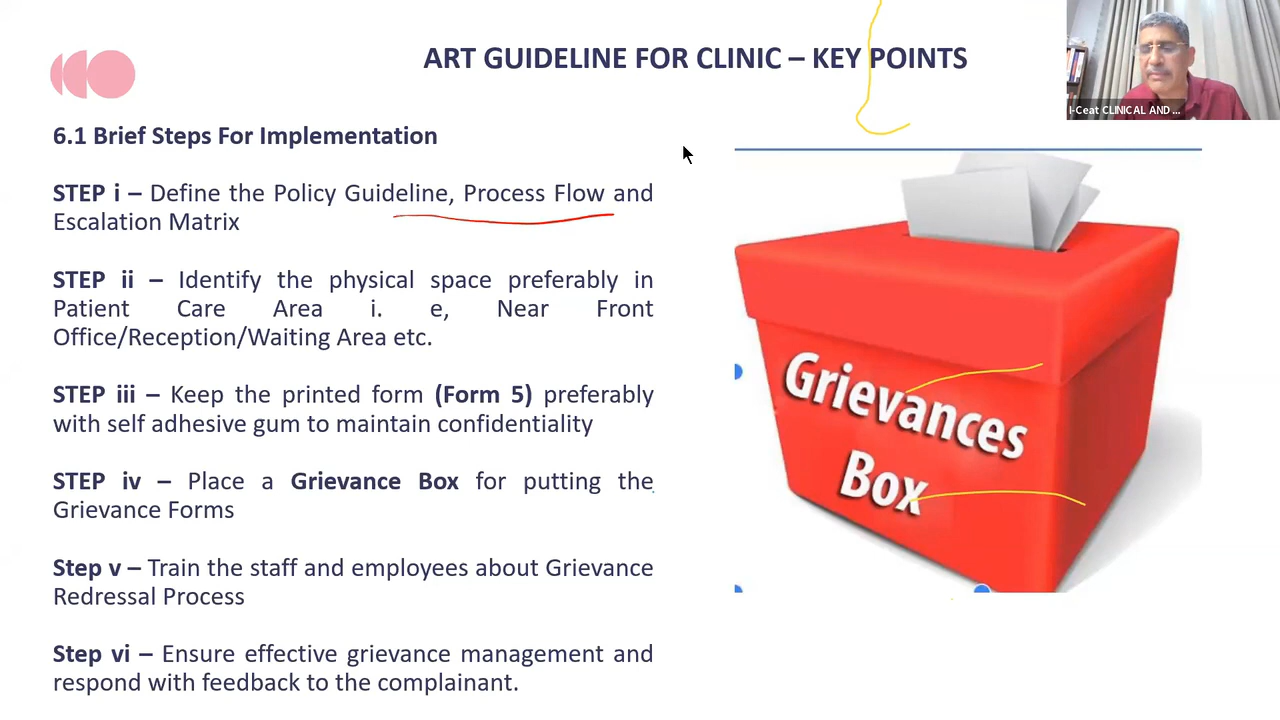 ART GUIDELINE FOR CLINIC – KEY POINTS
I-Ceat CLINICAL AND ...
6.1 Brief Steps For Implementation
STEP i – Define the Policy Guideline, Process Flow and
Escalation Matrix
STEP ii – Identify the physical space preferably in
Patient Care Area i. e, Near Front
Office/Reception/Waiting Area etc.
STEP iii – Keep the printed form (Form 5) preferably
with self adhesive gum to maintain confidentiality
STEP iv – Place a Grievance Box for putting the
Grievance Forms
Step v – Train the staff and employees about Grievance
Redressal Process
Step vi – Ensure effective grievance management and
respond with feedback to the complainant.
Grievances
Box